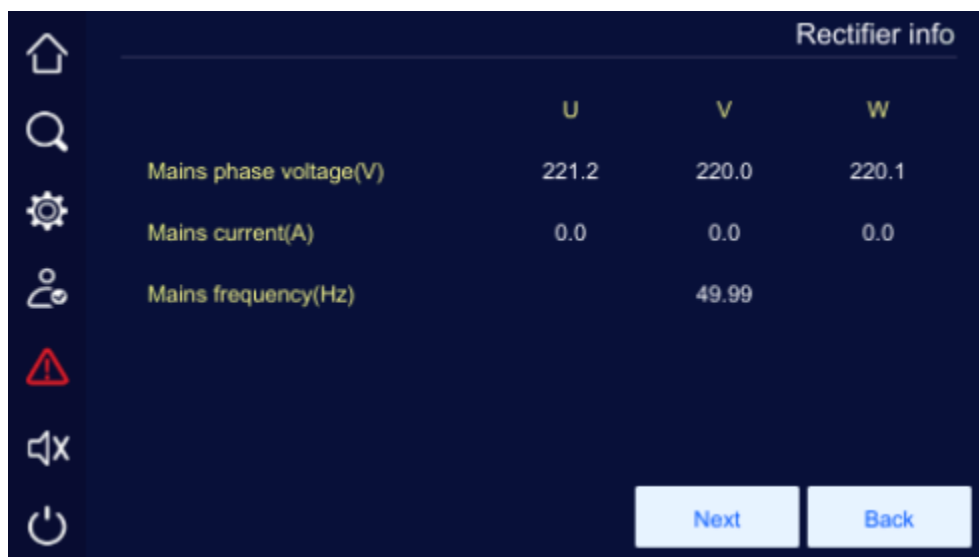 Rectifier info
U V W
Mains phase voltage(V) 221.2 220.0 220.1
Mains current(A) 0.0 0.0 0.0
Mains frequency(Hz) 49.99
Next Back